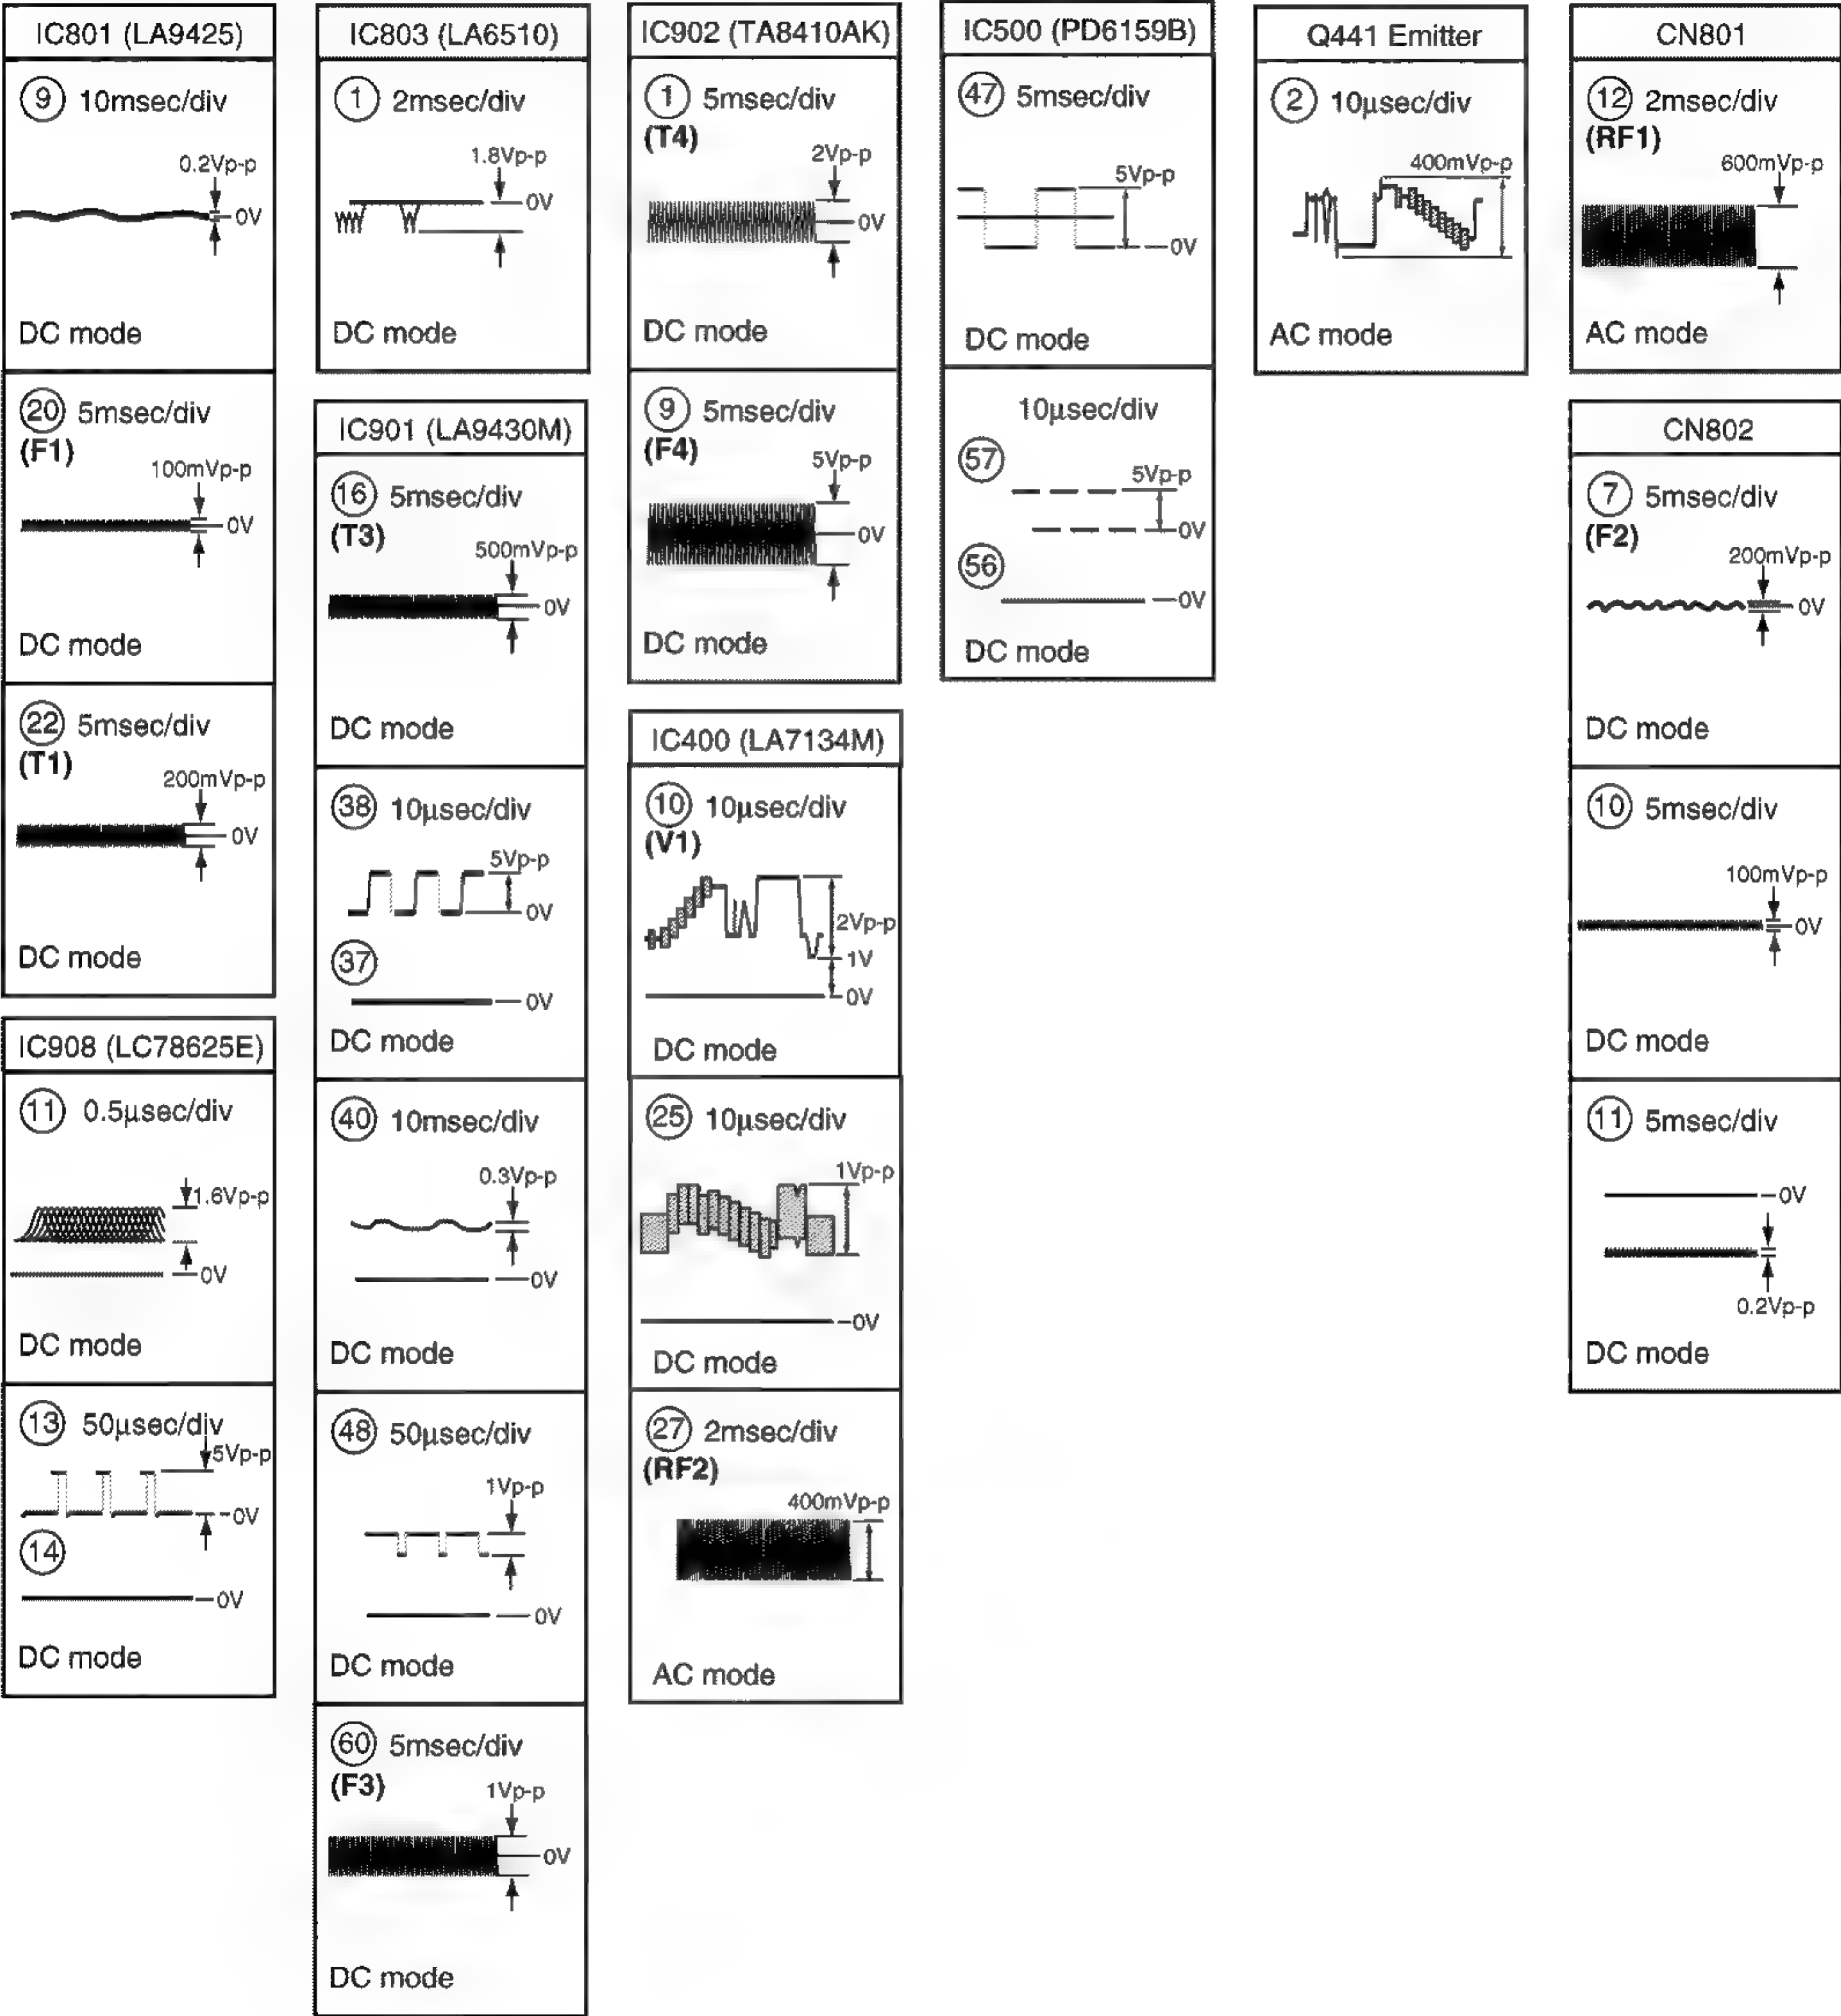 IC801 (LA9425)
9 10msec/div
0.2Vp-p
0V
DC mode
20 5msec/div
(F1)
100mVp-p
0V
DC mode
22 5msec/div
(T1)
200mVp-p
0V
DC mode
IC908 (LC78625E)
11 0.5µsec/div
1.6Vp-p
0V
DC mode
13 50µsec/div
5Vp-p
0V
14
0V
DC mode
IC803 (LA6510)
1 2msec/div
1.8Vp-p
0V
DC mode
IC901 (LA9430M)
16 5msec/div
(T3)
500mVp-p
0V
DC mode
38 10µsec/div
5Vp-p
0V
37
0V
DC mode
40 10msec/div
0.3Vp-p
0V
DC mode
48 50µsec/div
1Vp-p
0V
DC mode
60 5msec/div
(F3)
1Vp-p
0V
DC mode
IC902 (TA8410AK)
1 5msec/div
(T4)
2Vp-p
0V
DC mode
9 5msec/div
(F4)
5Vp-p
0V
DC mode
IC400 (LA7134M)
10 10µsec/div
(V1)
2Vp-p
1V
0V
DC mode
25 10µsec/div
1Vp-p
0V
DC mode
27 2msec/div
(RF2)
400mVp-p
AC mode
IC500 (PD6159B)
47 5msec/div
5Vp-p
0V
DC mode
10µsec/div
57
5Vp-p
0V
56
0V
DC mode
Q441 Emitter
2 10µsec/div
400mVp-p
AC mode
CN801
12 2msec/div
(RF1)
600mVp-p
AC mode
CN802
7 5msec/div
(F2)
200mVp-p
0V
DC mode
10 5msec/div
100mVp-p
0V
DC mode
11 5msec/div
0V
0.2Vp-p
DC mode